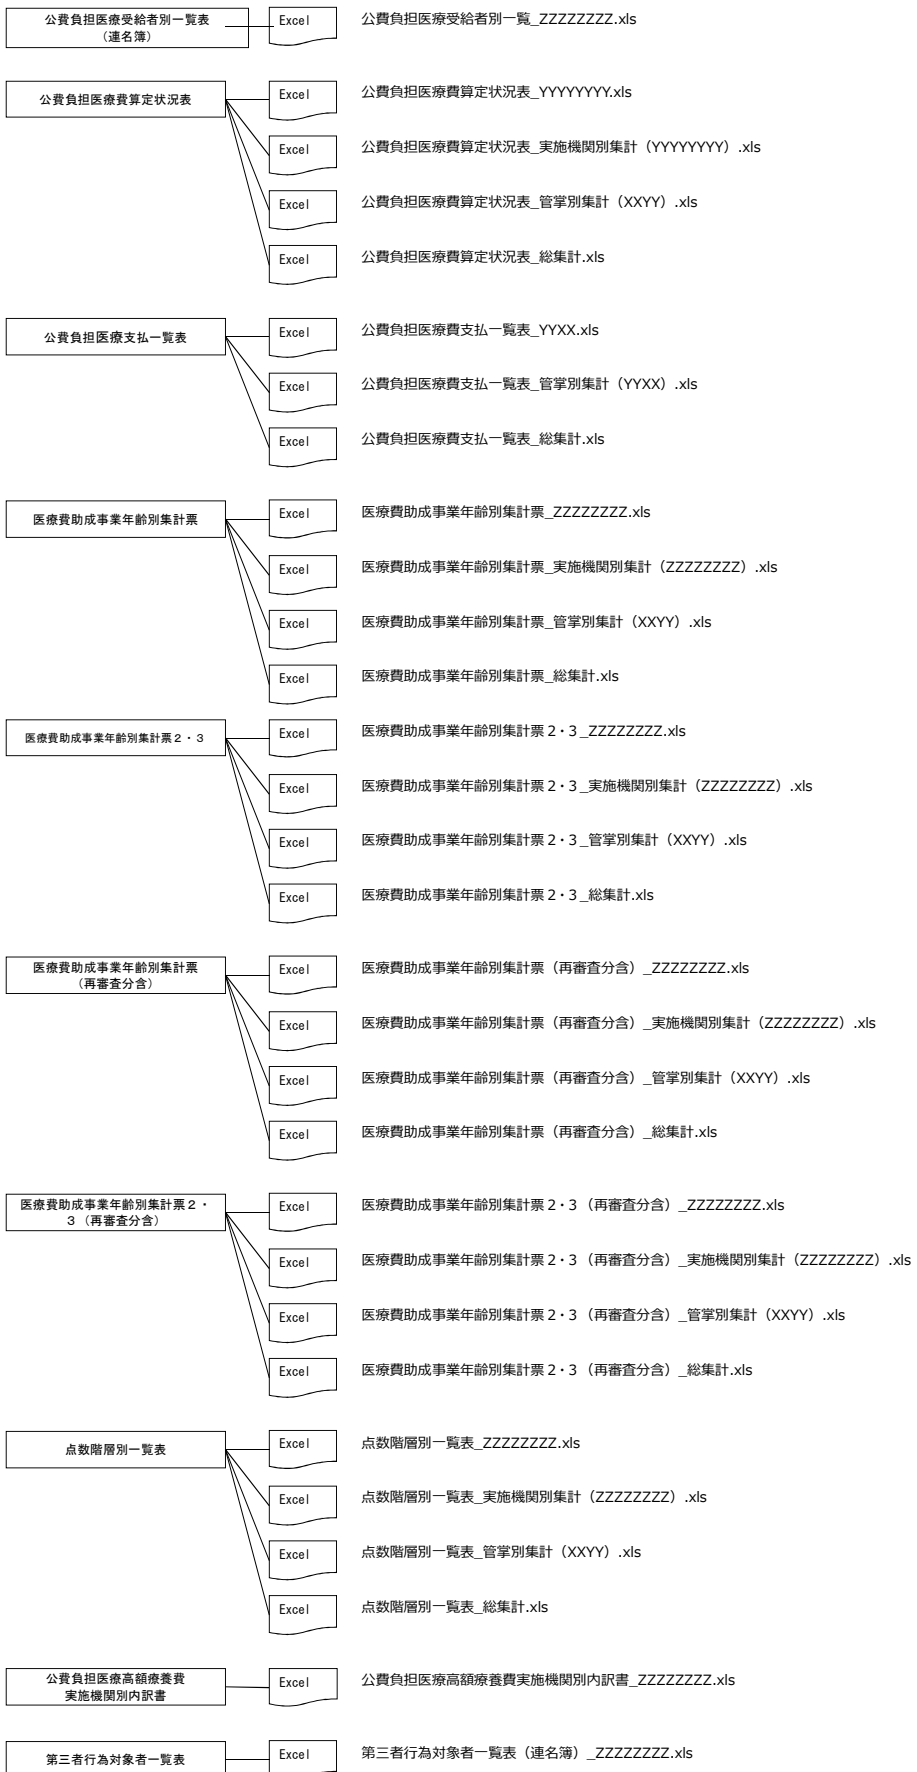 公費負担医療受給者別一覧表
（連名簿）
Excel
公費負担医療受給者別一覧_ZZZZZZZZ.xls
公費負担医療費算定状況表
Excel
公費負担医療費算定状況表_YYYYYYYY.xls
Excel
公費負担医療費算定状況表_実施機関別集計（YYYYYYYY）.xls
Excel
公費負担医療費算定状況表_管掌別集計（XXYY）.xls
Excel
公費負担医療費算定状況表_総集計.xls
公費負担医療支払一覧表
Excel
公費負担医療費支払一覧表_YYXX.xls
Excel
公費負担医療費支払一覧表_管掌別集計（YYXX）.xls
Excel
公費負担医療費支払一覧表_総集計.xls
医療費助成事業年齢別集計票
Excel
医療費助成事業年齢別集計票_ZZZZZZZZ.xls
Excel
医療費助成事業年齢別集計票_実施機関別集計（ZZZZZZZZ）.xls
Excel
医療費助成事業年齢別集計票_管掌別集計（XXYY）.xls
Excel
医療費助成事業年齢別集計票_総集計.xls
医療費助成事業年齢別集計票２・３
Excel
医療費助成事業年齢別集計票２・３_ZZZZZZZZ.xls
Excel
医療費助成事業年齢別集計票２・３_実施機関別集計（ZZZZZZZZ）.xls
Excel
医療費助成事業年齢別集計票２・３_管掌別集計（XXYY）.xls
Excel
医療費助成事業年齢別集計票２・３_総集計.xls
医療費助成事業年齢別集計票
（再審査分含）
Excel
医療費助成事業年齢別集計票（再審査分含）_ZZZZZZZZ.xls
Excel
医療費助成事業年齢別集計票（再審査分含）_実施機関別集計（ZZZZZZZZ）.xls
Excel
医療費助成事業年齢別集計票（再審査分含）_管掌別集計（XXYY）.xls
Excel
医療費助成事業年齢別集計票（再審査分含）_総集計.xls
医療費助成事業年齢別集計票２・
３（再審査分含）
Excel
医療費助成事業年齢別集計票２・３（再審査分含）_ZZZZZZZZ.xls
Excel
医療費助成事業年齢別集計票２・３（再審査分含）_実施機関別集計（ZZZZZZZZ）.xls
Excel
医療費助成事業年齢別集計票２・３（再審査分含）_管掌別集計（XXYY）.xls
Excel
医療費助成事業年齢別集計票２・３（再審査分含）_総集計.xls
点数階層別一覧表
Excel
点数階層別一覧表_ZZZZZZZZ.xls
Excel
点数階層別一覧表_実施機関別集計（ZZZZZZZZ）.xls
Excel
点数階層別一覧表_管掌別集計（XXYY）.xls
Excel
点数階層別一覧表_総集計.xls
公費負担医療高額療養費
実施機関別内訳書
Excel
公費負担医療高額療養費実施機関別内訳書_ZZZZZZZZ.xls
第三者行為対象者一覧表
Excel
第三者行為対象者一覧表（連名簿）_ZZZZZZZZ.xls